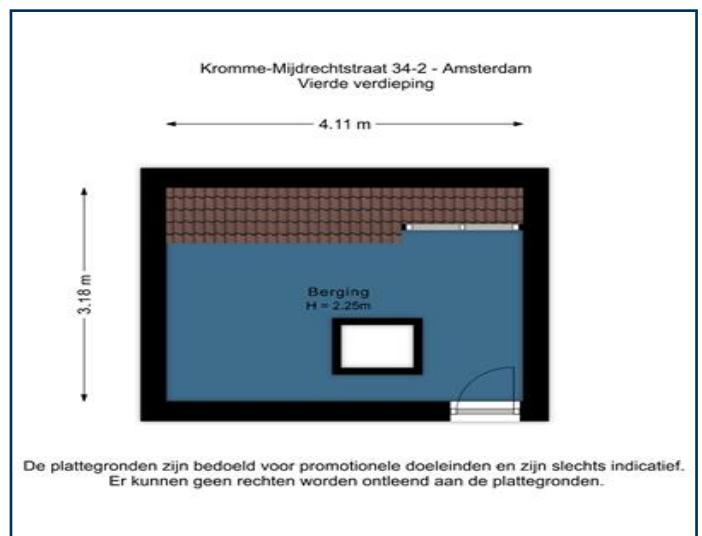 Kromme-Mijdrechtstraat 34-2 - Amsterdam
Vierde verdieping
4.11 m
3.18 m
Berging
H = 2.25m
De plattegronden zijn bedoeld voor promotionele doeleinden en zijn slechts indicatief.
Er kunnen geen rechten worden ontleend aan de plattegronden.